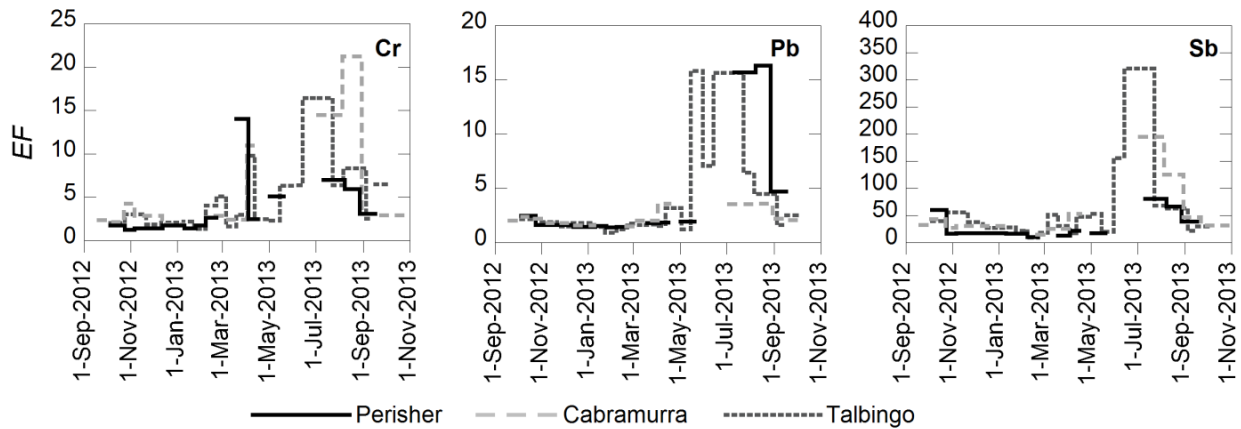 25
20
15
10
5
0
EF
Cr
1-Sep-2012
1-Nov-2012
1-Jan-2013
1-Mar-2013
1-May-2013
1-Jul-2013
1-Sep-2013
1-Nov-2013
20
15
10
5
0
Pb
1-Sep-2012
1-Nov-2012
1-Jan-2013
1-Mar-2013
1-May-2013
1-Jul-2013
1-Sep-2013
1-Nov-2013
400
350
300
250
200
150
100
50
0
Sb
1-Sep-2012
1-Nov-2012
1-Jan-2013
1-Mar-2013
1-May-2013
1-Jul-2013
1-Sep-2013
1-Nov-2013
Perisher Cabramurra Talbingo